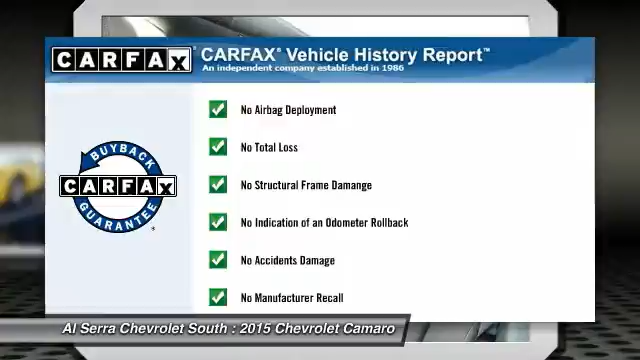 CARFAX CARFAX® Vehicle History Report™
An independent company established in 1986
No Airbag Deployment
No Total Loss
No Structural Frame Damange
No Indication of an Odometer Rollback
No Accidents Damage
No Manufacturer Recall
BUYBACK
CARFAX
GUARANTEE
Al Serra Chevrolet South : 2015 Chevrolet Camaro